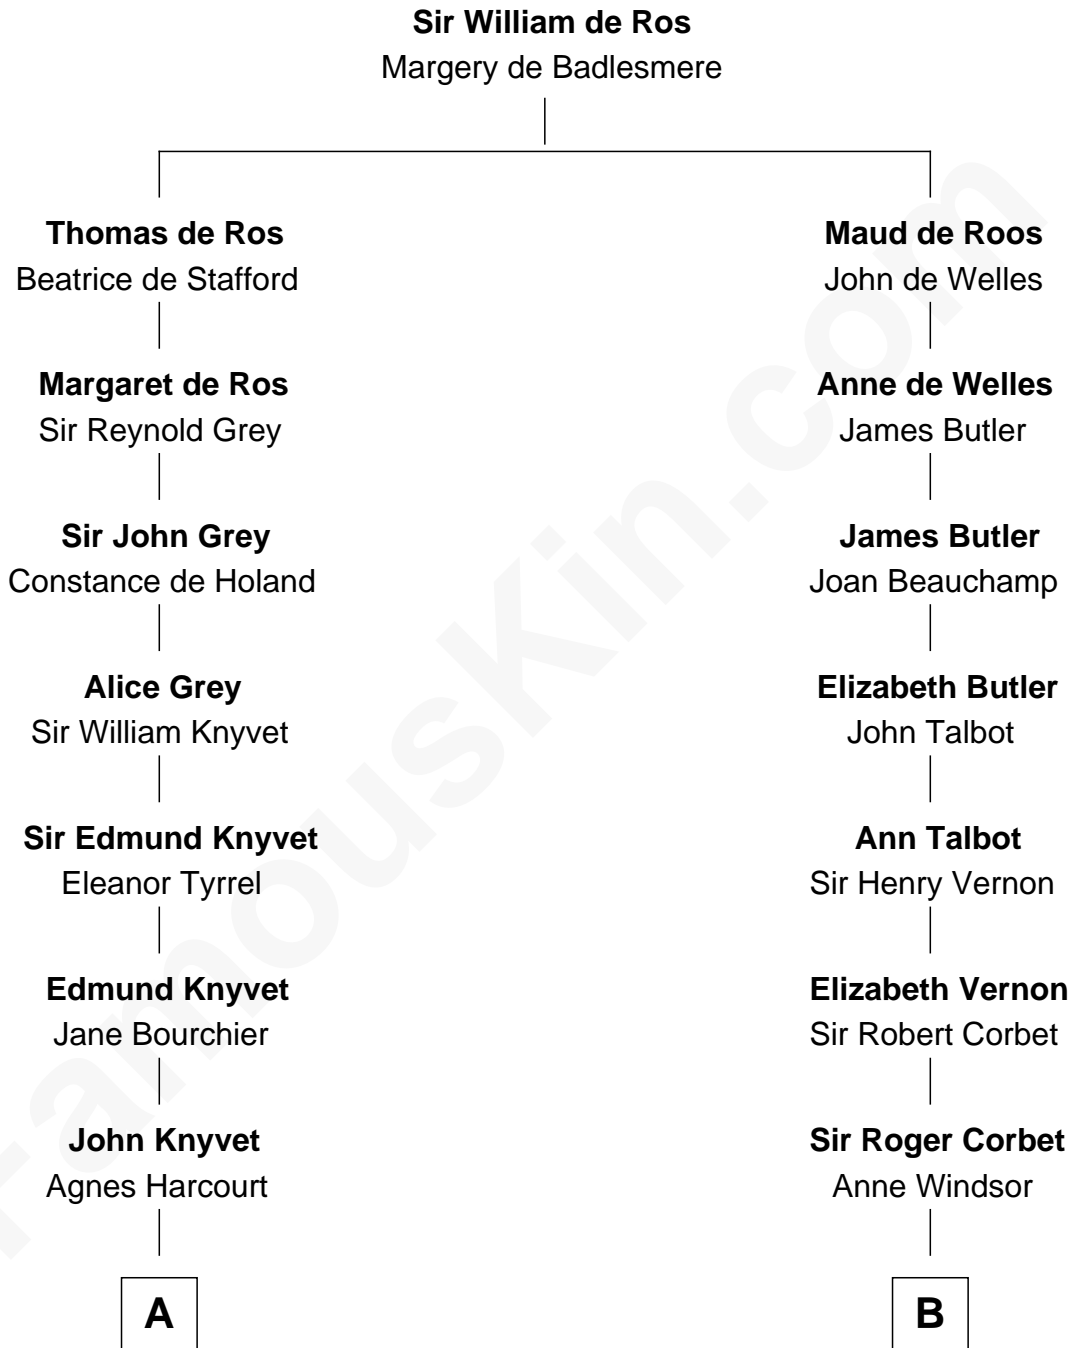 Sir William de Ros
Margery de Badlesmere
Thomas de Ros
Beatrice de Stafford
Maud de Roos
John de Welles
Margaret de Ros
Sir Reynold Grey
Anne de Welles
James Butler
Sir John Grey
Constance de Holand
James Butler
Joan Beauchamp
Alice Grey
Sir William Knyvet
Elizabeth Butler
John Talbot
Sir Edmund Knyvet
Eleanor Tyrrel
Ann Talbot
Sir Henry Vernon
Edmund Knyvet
Jane Bourchier
Elizabeth Vernon
Sir Robert Corbet
John Knyvet
Agnes Harcourt
Sir Roger Corbet
Anne Windsor
A
B
FamousKin.com